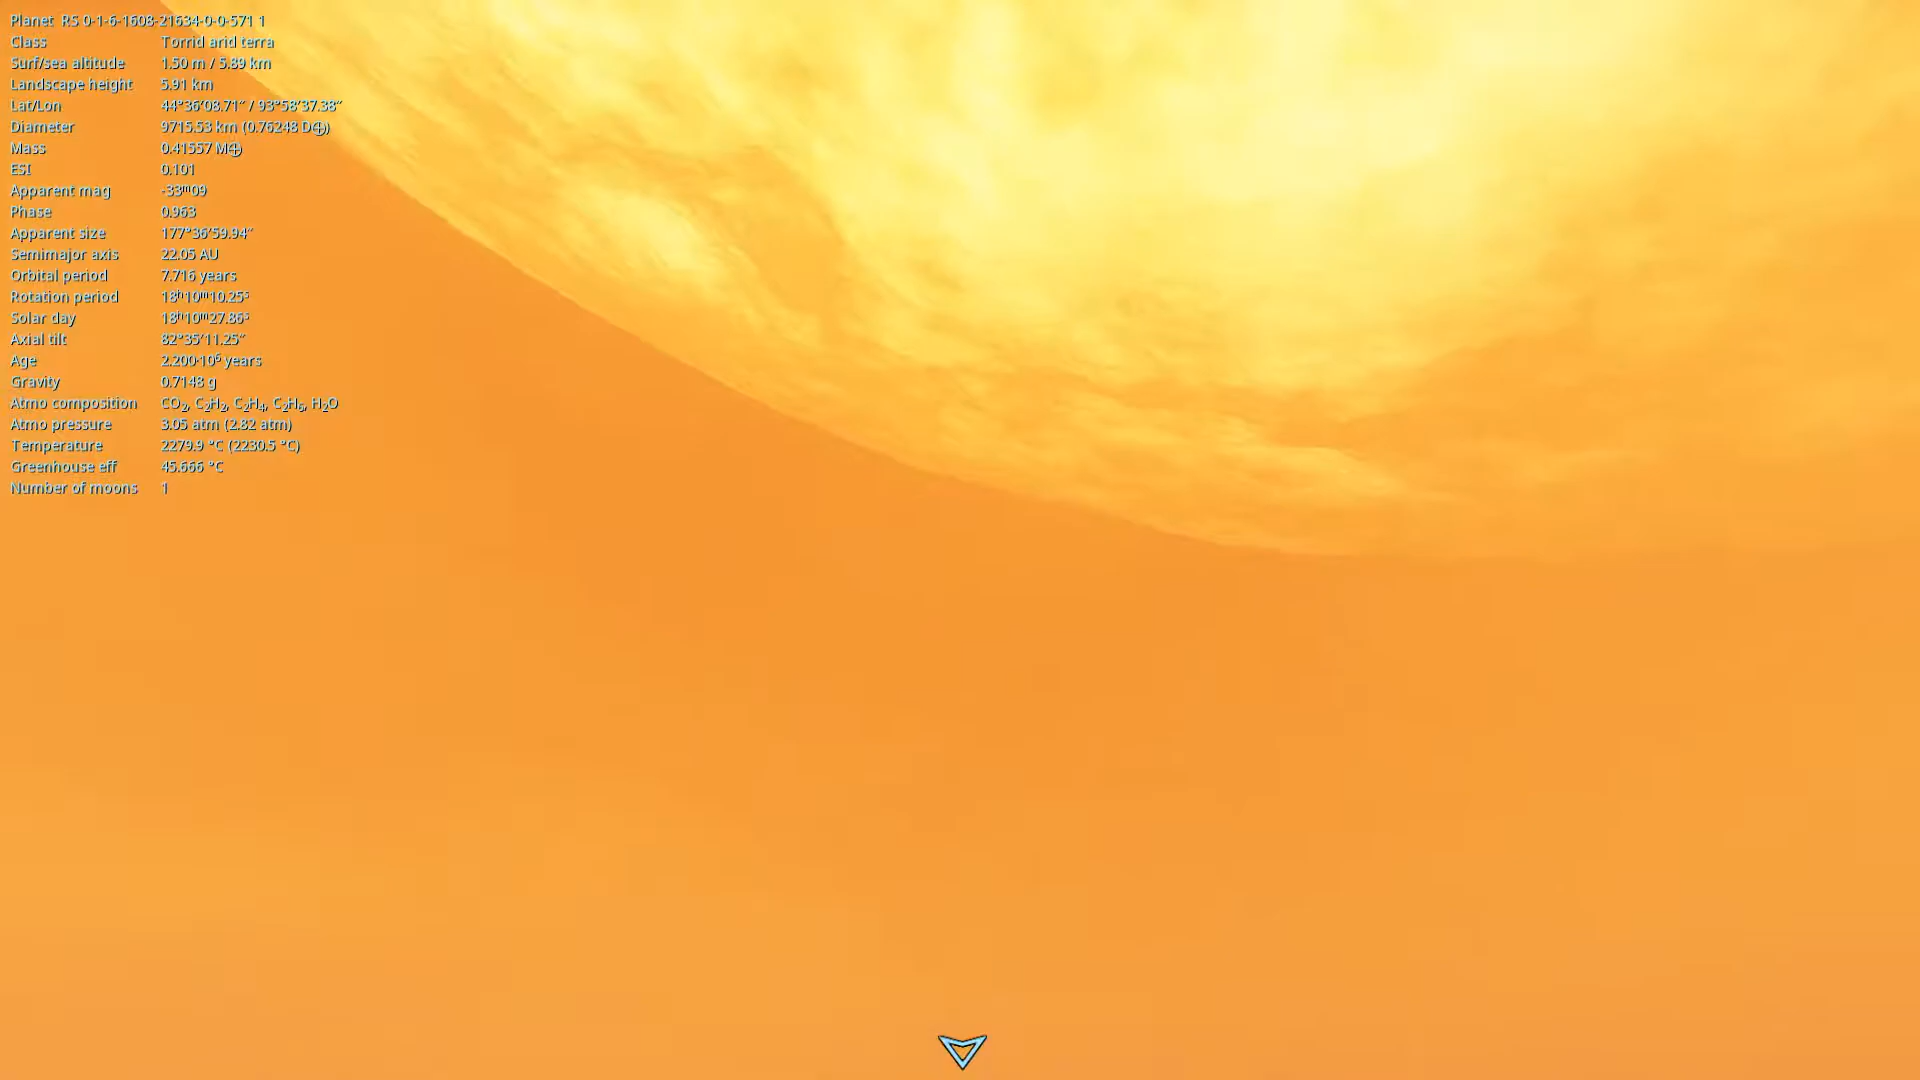 Planet RS 0-1-6-1608-21634-0-0-571 1
Class Torrid arid terra
Surf/sea altitude 1.50 m / 5.89 km
Landscape height 5.91 km
Lat/Lon 44°36'08.71" / 93°58'37.38"
Diameter 9715.53 km (0.76248 D⊕)
Mass 0.41557 M⊕
ESI 0.101
Apparent mag -33ᵐ09
Phase 0.963
Apparent size 177°36'59.94"
Semimajor axis 22.05 AU
Orbital period 7.716 years
Rotation period 18ʰ10ᵐ10.25ˢ
Solar day 18ʰ10ᵐ27.86ˢ
Axial tilt 82°35'11.25"
Age 2.200·10⁶ years
Gravity 0.7148 g
Atmo composition CO₂, C₂H₂, C₂H₄, C₂H₆, H₂O
Atmo pressure 3.05 atm (2.82 atm)
Temperature 2279.9 °C (2230.5 °C)
Greenhouse eff 45.666 °C
Number of moons 1